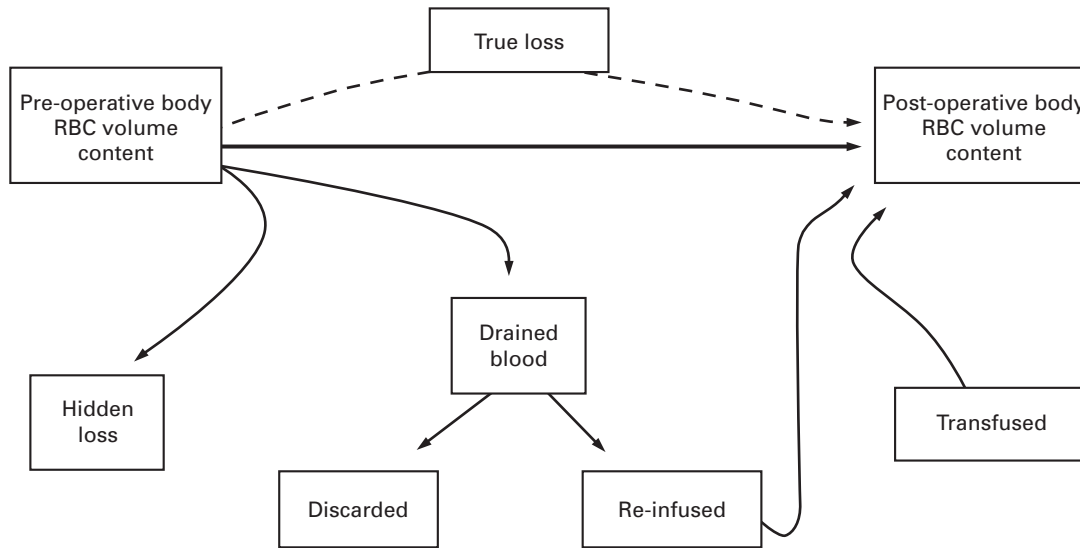 True loss
Pre-operative body
RBC volume
content
Post-operative body
RBC volume
content
Drained
blood
Hidden
loss
Transfused
Discarded
Re-infused